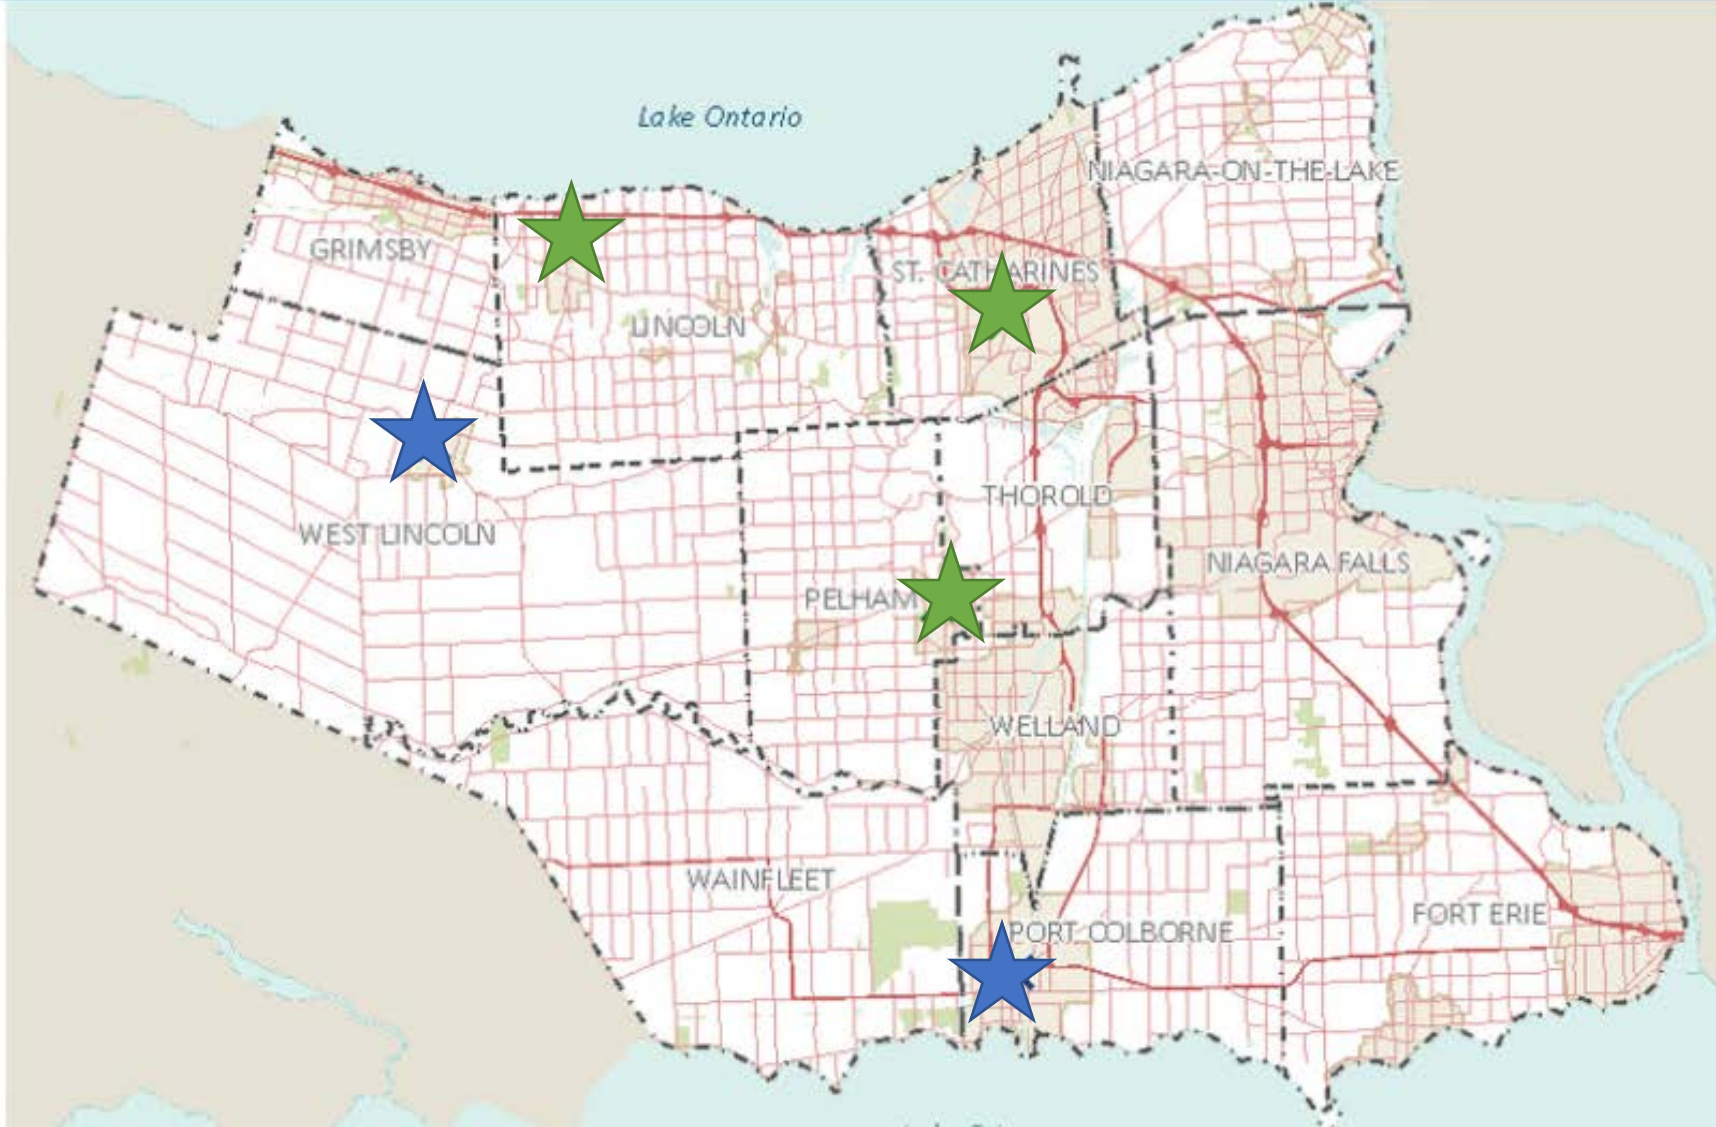 Lake Ontario
NIAGARA-ON-THE-LAKE
GRIMSBY
ST. CATHARINES
LINCOLN
THOROLD
WEST LINCOLN
NIAGARA FALLS
PELHAM
WELLAND
WAINFLEET
FORT ERIE
PORT COLBORNE